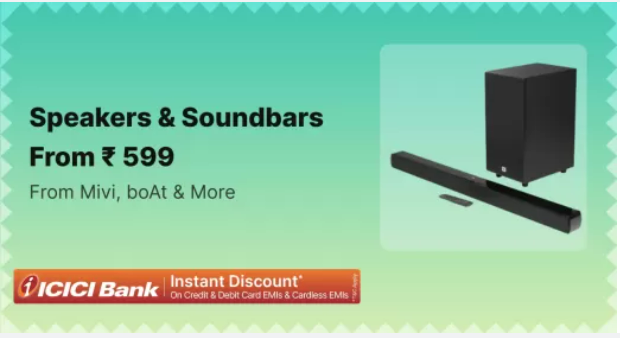 Speakers & Soundbars
From ₹ 599
From Mivi, boAt & More
ICICI Bank
Instant Discount*
On Credit & Debit Card EMIs & Cardless EMIs